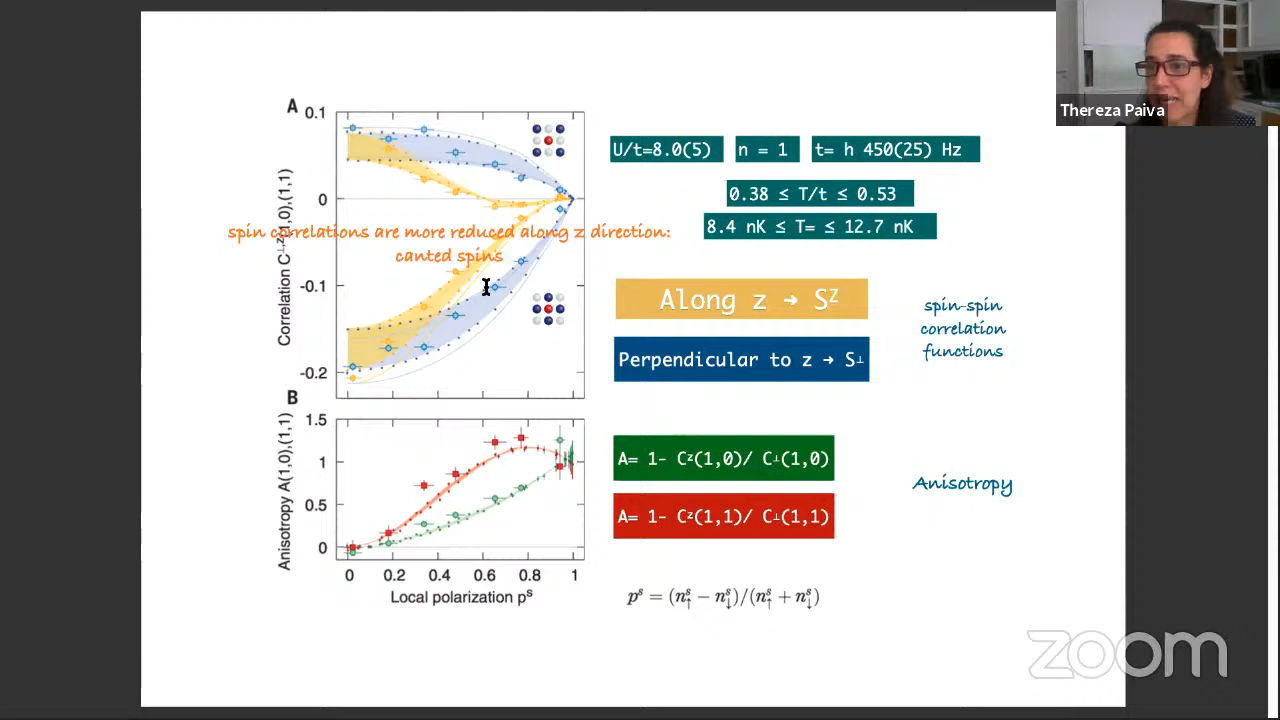 Thereza Paiva
A
0.1
0
-0.1
-0.2
Correlation C⊥,z(1,0),(1,1)
spin correlations are more reduced along z direction:
canted spins
U/t=8.0(5)
n = 1
t= h 450(25) Hz
0.38 ≤ T/t ≤ 0.53
8.4 nK ≤ T= ≤ 12.7 nK
Along z → Sᶻ
Perpendicular to z → S⊥
spin-spin
correlation
functions
B
1.5
1
0.5
0
Anisotropy A(1,0),(1,1)
0 0.2 0.4 0.6 0.8 1
Local polarization pˢ
A= 1- Cᶻ(1,0)/ C⊥(1,0)
A= 1- Cᶻ(1,1)/ C⊥(1,1)
Anisotropy
pˢ = (n↑ˢ − n↓ˢ)/(n↑ˢ + n↓ˢ)
zoom